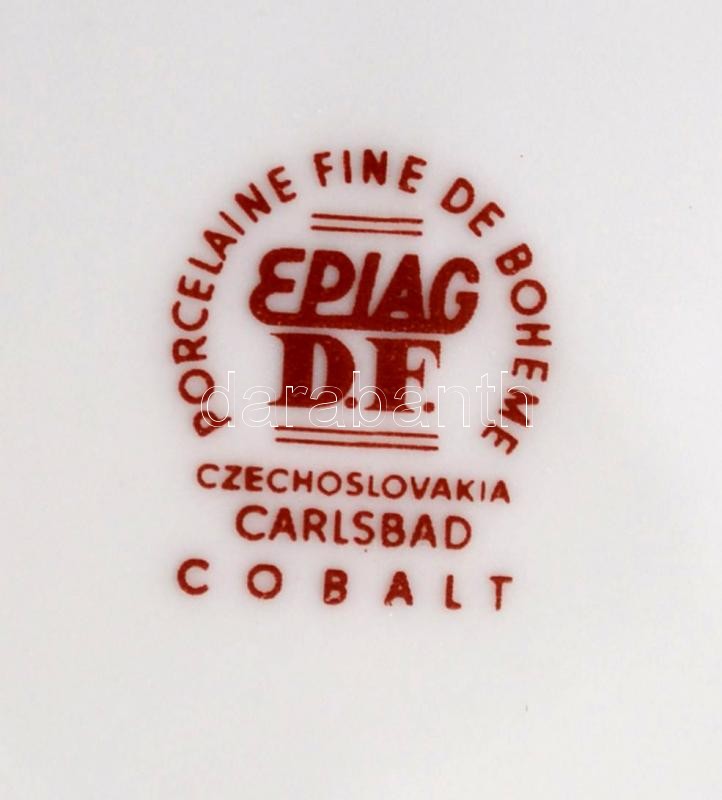 PORCELAINE FINE DE BOHEME
EPIAG
D.F.
darabanth
CZECHOSLOVAKIA
CARLSBAD
COBALT